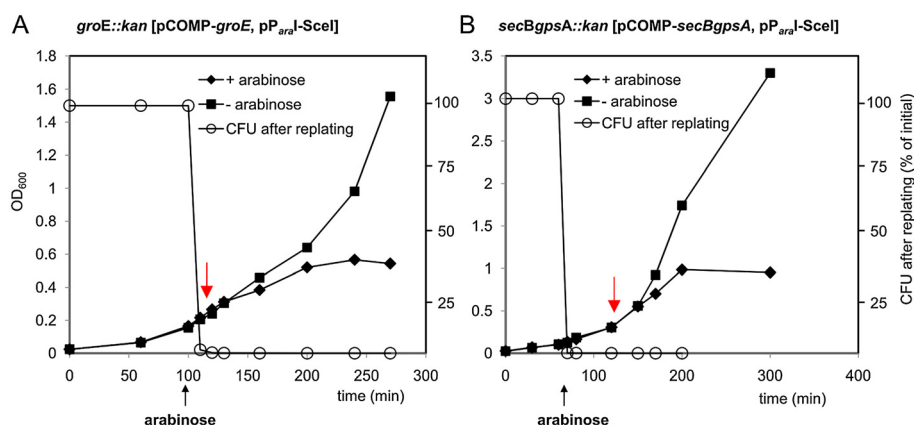 A groE::kan [pCOMP-groE, pParaI-SceI]
1.8
1.6
1.4
1.2
1
0.8
0.6
0.4
0.2
0
OD600
+ arabinose
- arabinose
CFU after replating
100
75
50
25
0 50 100 150 200 250 300
time (min)
arabinose
B secBgpsA::kan [pCOMP-secBgpsA, pParaI-SceI]
3.5
3
2.5
2
1.5
1
0.5
0
+ arabinose
- arabinose
CFU after replating
100
75
50
25
CFU after replating (% of initial)
0 100 200 300 400
time (min)
arabinose